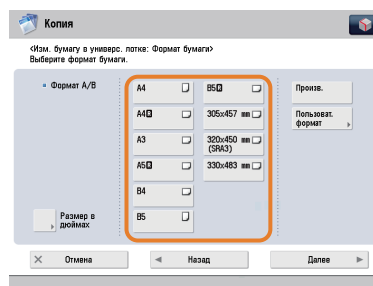 Копия
<Изм. бумагу в универс. лотке: Формат бумаги>
Выберите формат бумаги.
Формат A/B
A4
B5R
Произв.
A4R
305x457 mm
Пользоват.
формат
A3
320x450 mm
(SRA3)
A5R
330x483 mm
B4
B5
Размер в
дюймах
Отмена
Назад
Далее